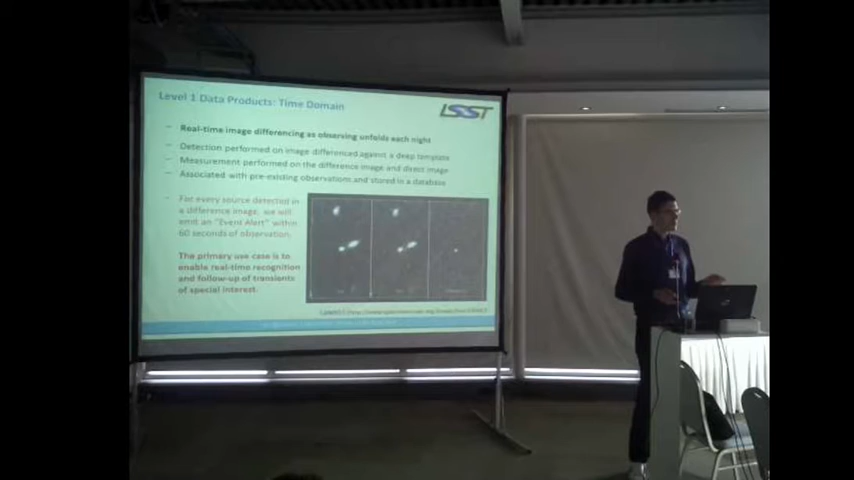 Level 1 Data Products: Time Domain
LSST
– Real-time image differencing as observing unfolds each night
– Detection performed on image differenced against a deep template
– Measurement performed on the difference image and direct image
– Associated with pre-existing observations and stored in a database
– For every source detected in
a difference image, we will
emit an "Event Alert" within
60 seconds of observation.
The primary use case is to
enable real-time recognition
and follow-up of transients
of special interest.